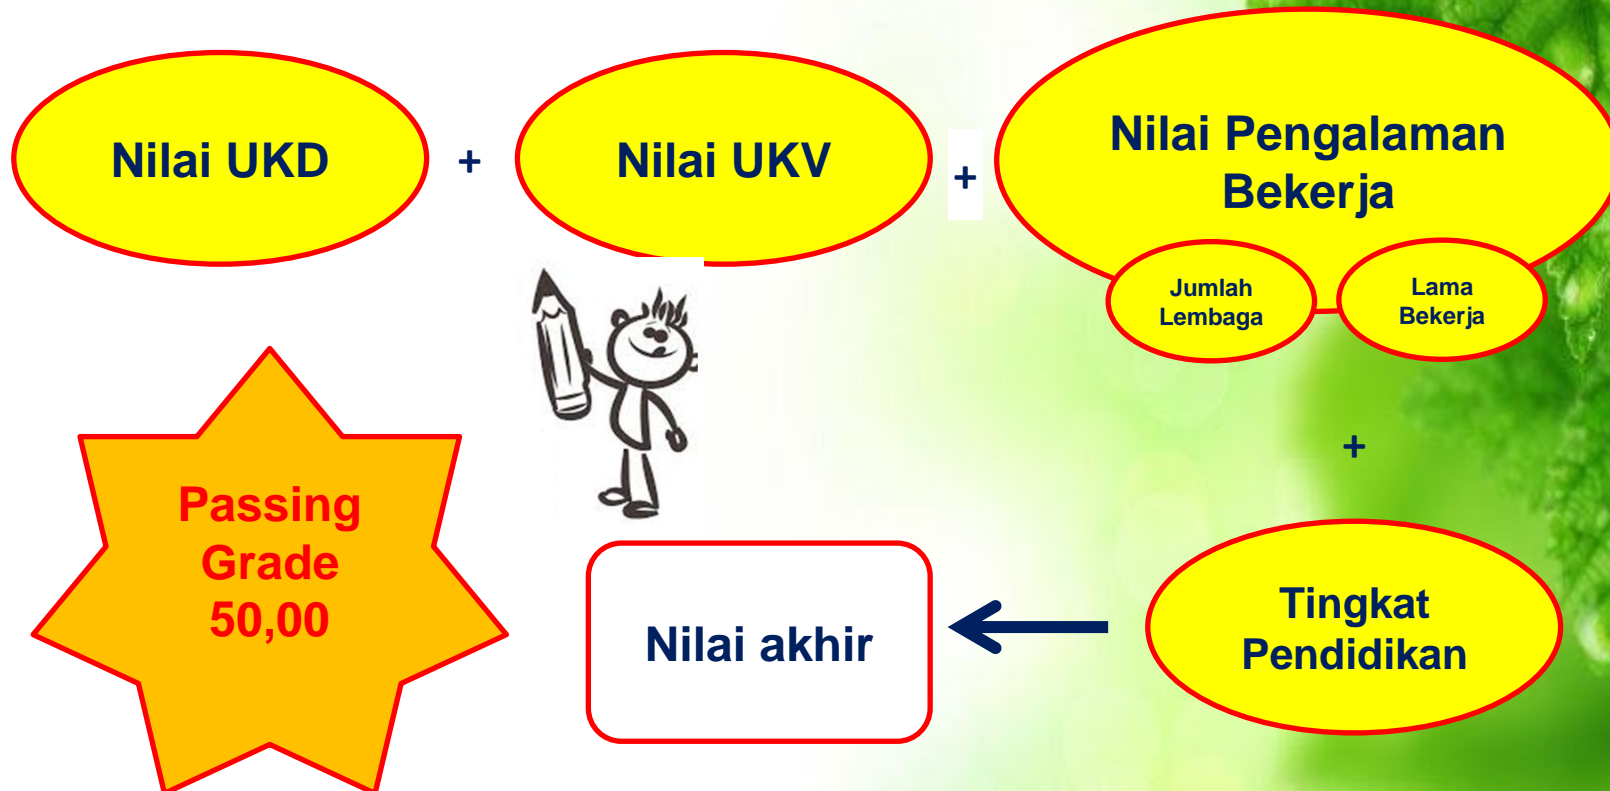 Nilai UKD
+
Nilai UKV
+
Nilai Pengalaman
Bekerja
Jumlah
Lembaga
Lama
Bekerja
+
Tingkat
Pendidikan
Nilai akhir
Passing
Grade
50,00